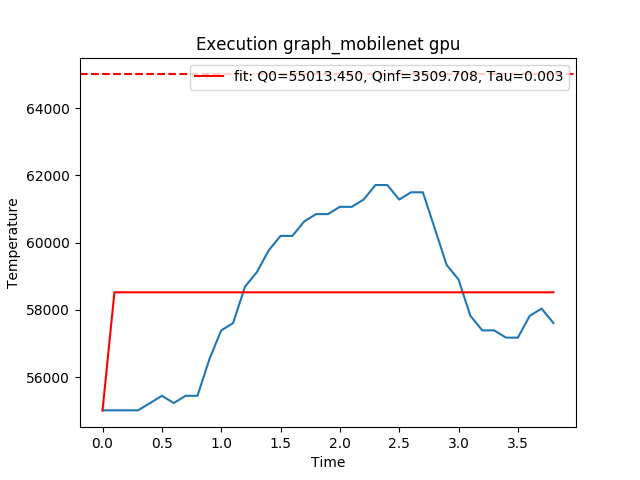 Execution graph_mobilenet gpu
fit: Q0=55013.450, Qinf=3509.708, Tau=0.003
64000
62000
60000
58000
56000
Temperature
0.0 0.5 1.0 1.5 2.0 2.5 3.0 3.5
Time